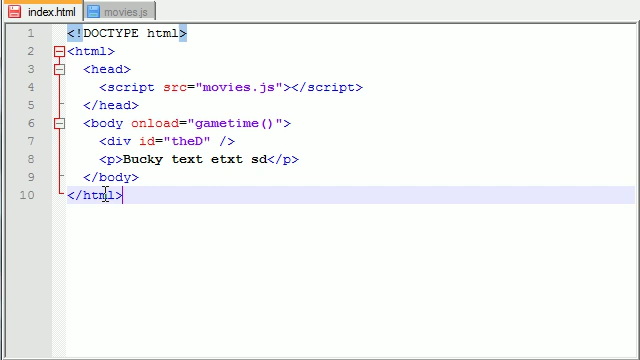 index.html movies.js
1 <!DOCTYPE html>
2 <html>
3 <head>
4 <script src="movies.js"></script>
5 </head>
6 <body onload="gametime()">
7 <div id="theD" />
8 <p>Bucky text etxt sd</p>
9 </body>
10 </html>